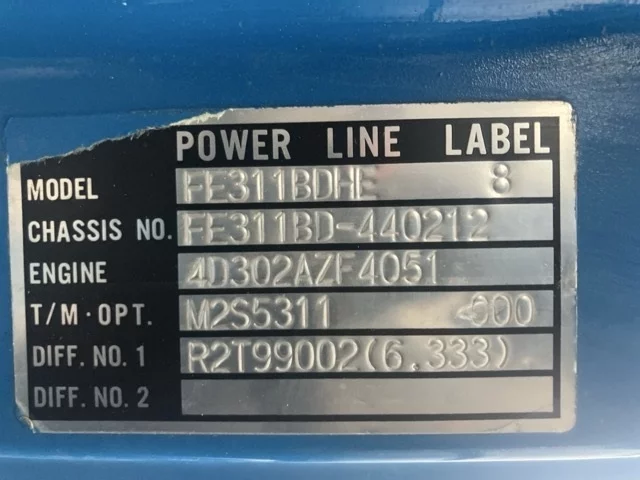 POWER LINE LABEL
MODEL FE311BDHE 8
CHASSIS NO. FE311BD-440212
ENGINE 4D302AZF4051
T/M·OPT. M2S5311 000
DIFF. NO. 1 R2T99002(6.333)
DIFF. NO. 2